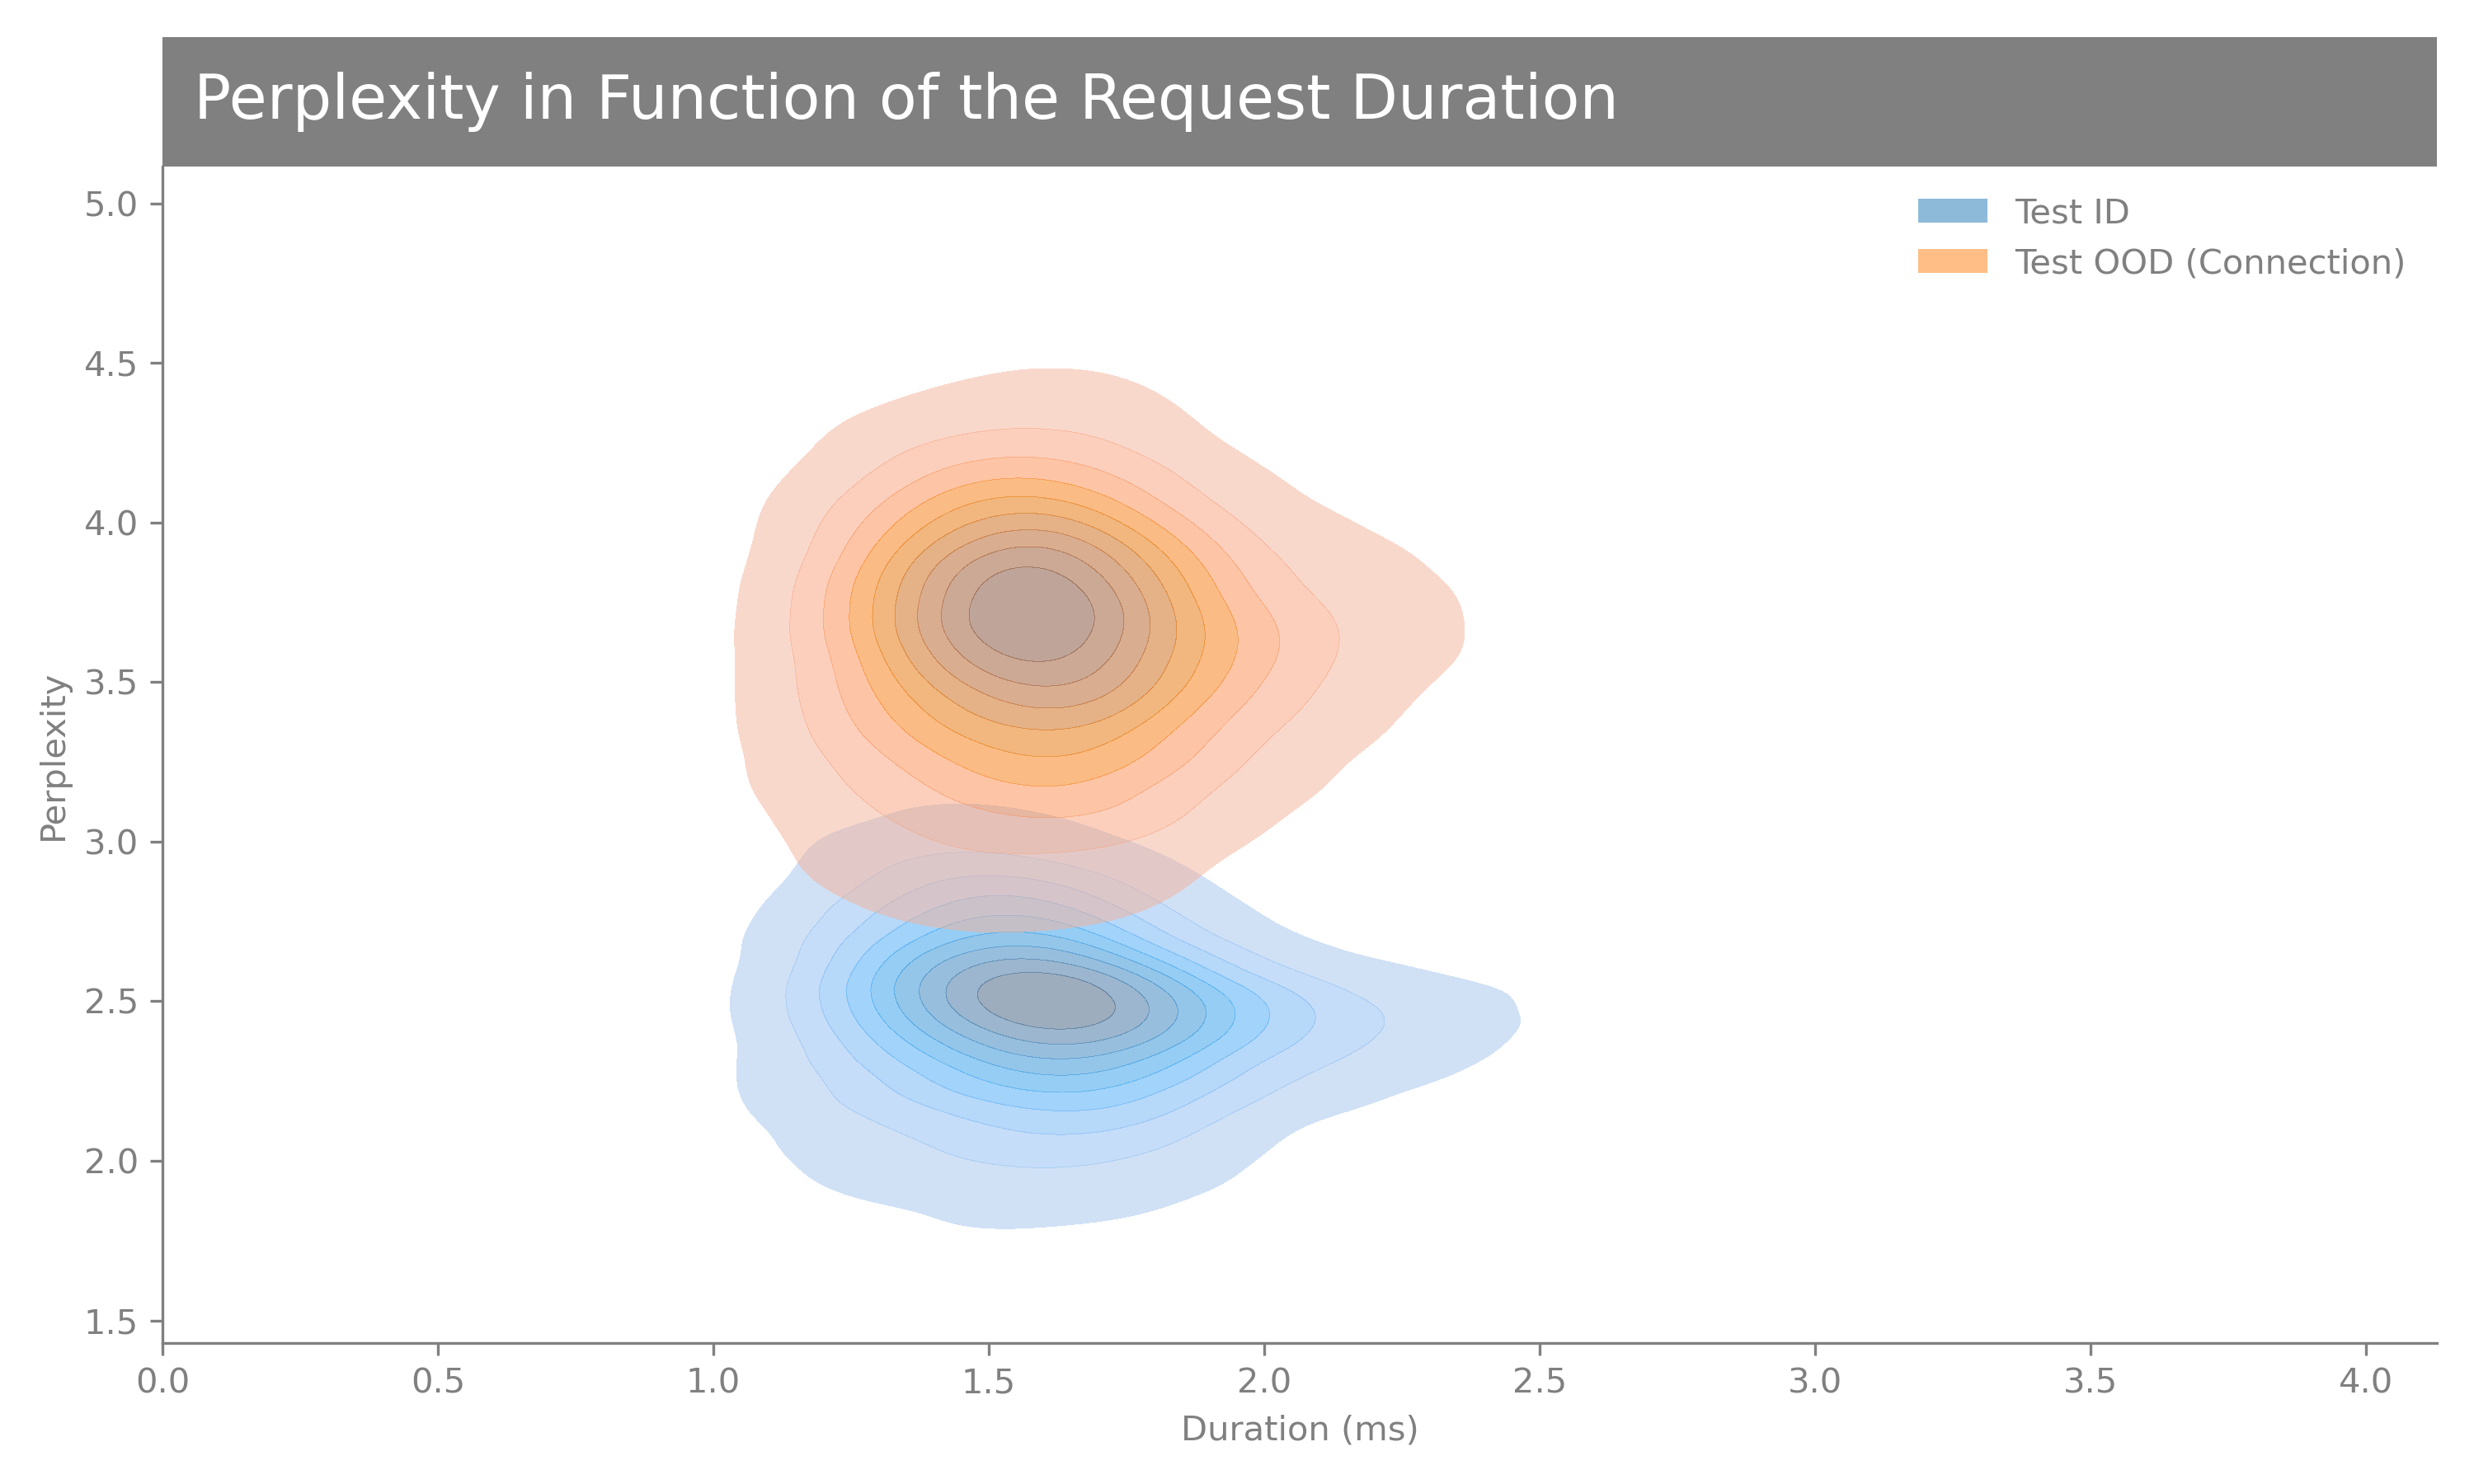 Perplexity in Function of the Request Duration
Test ID
Test OOD (Connection)
5.0
4.5
4.0
3.5
3.0
2.5
2.0
1.5
Perplexity
0.0 0.5 1.0 1.5 2.0 2.5 3.0 3.5 4.0
Duration (ms)